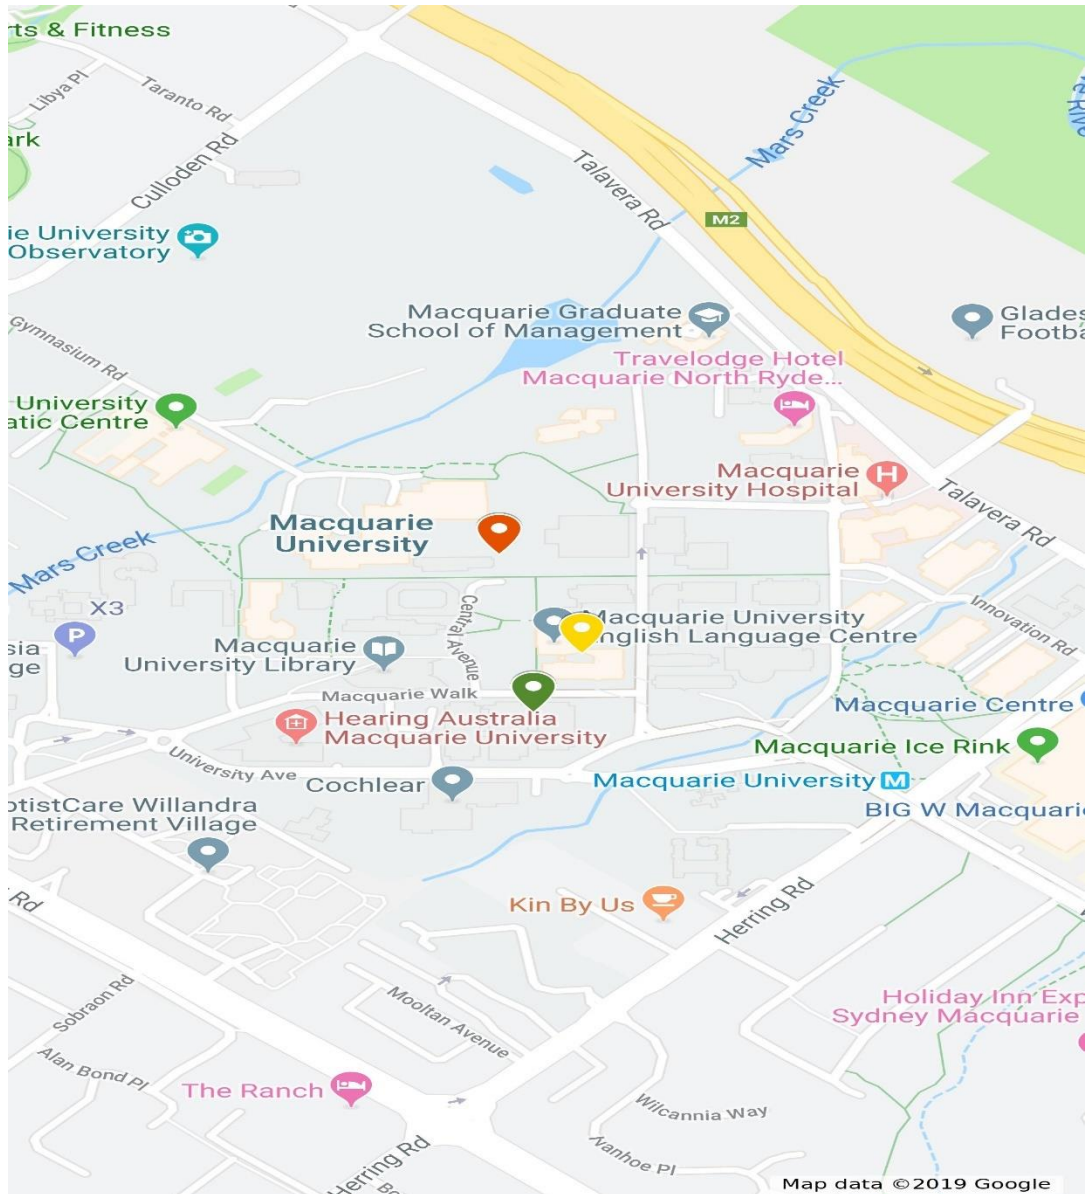 rts & Fitness
Libya Pl
Taranto Rd
ark
Culloden Rd
Mars Creek
Talavera Rd
M2
ie University
Observatory
Macquarie Graduate
School of Management
Glades
Footba
Gymnasium Rd
Travelodge Hotel
Macquarie North Ryde...
University
atic Centre
Macquarie
University Hospital
H
Talavera Rd
Macquarie
University
Mars Creek
X3
P
Central Avenue
Macquarie University
English Language Centre
Innovation Rd
sia
ge
Macquarie
University Library
Macquarie Walk
Macquarie Centre
Hearing Australia
Macquarie University
Macquarie Ice Rink
University Ave
Cochlear
Macquarie University
M
BIG W Macquarie
ptistCare Willandra
Retirement Village
Rd
Kin By Us
Herring Rd
Sobraon Rd
Mooltan Avenue
Holiday Inn Exp
Sydney Macquarie
Alan Bond Pl
The Ranch
Wilcannia Way
Ivanhoe Pl
Herring Rd
Map data ©2019 Google